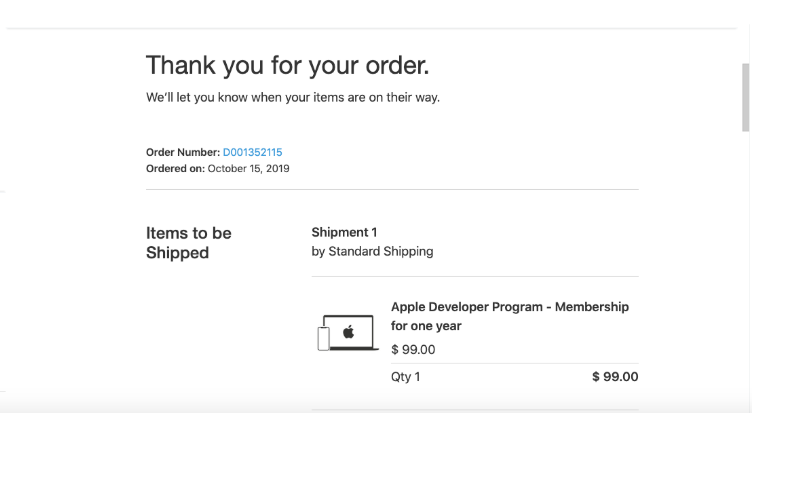 Thank you for your order.
We'll let you know when your items are on their way.
Order Number: D001352115
Ordered on: October 15, 2019
Items to be
Shipped
Shipment 1
by Standard Shipping
Apple Developer Program - Membership
for one year
$ 99.00
Qty 1 $ 99.00